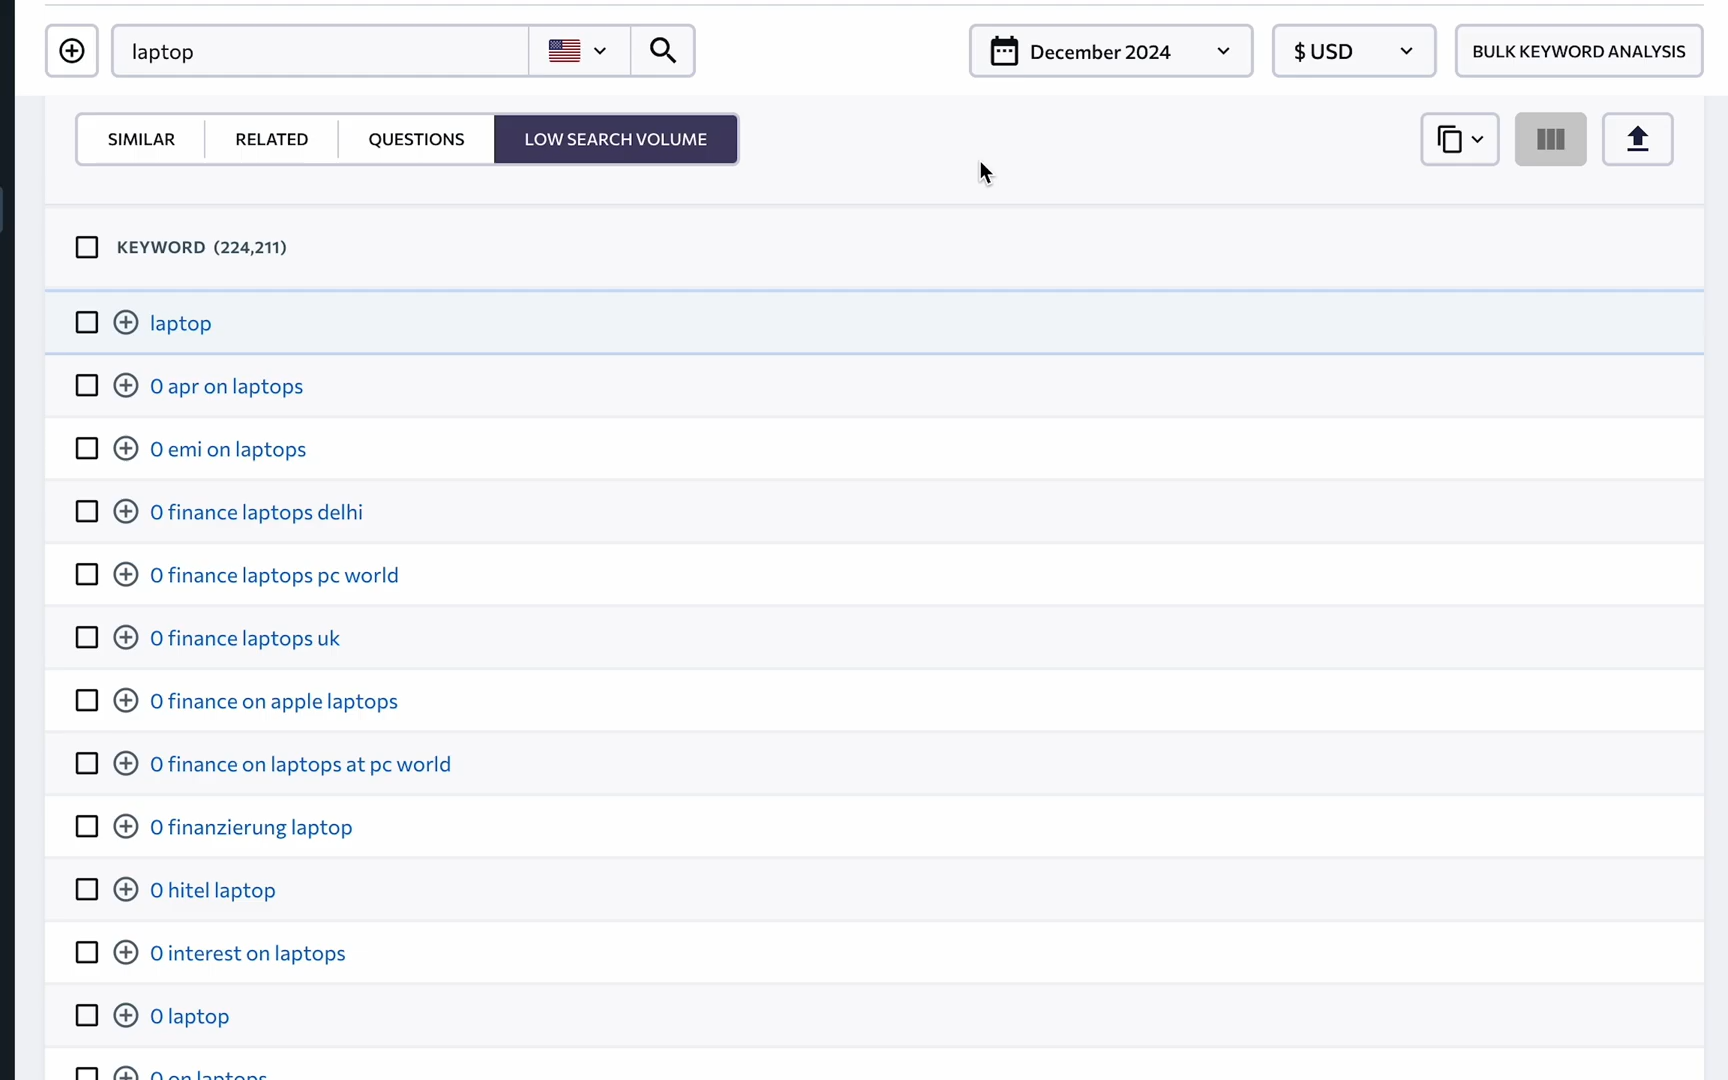 laptop
December 2024
$ USD
BULK KEYWORD ANALYSIS
SIMILAR
RELATED
QUESTIONS
LOW SEARCH VOLUME
KEYWORD (224,211)
laptop
0 apr on laptops
0 emi on laptops
0 finance laptops delhi
0 finance laptops pc world
0 finance laptops uk
0 finance on apple laptops
0 finance on laptops at pc world
0 finanzierung laptop
0 hitel laptop
0 interest on laptops
0 laptop
0 on laptops